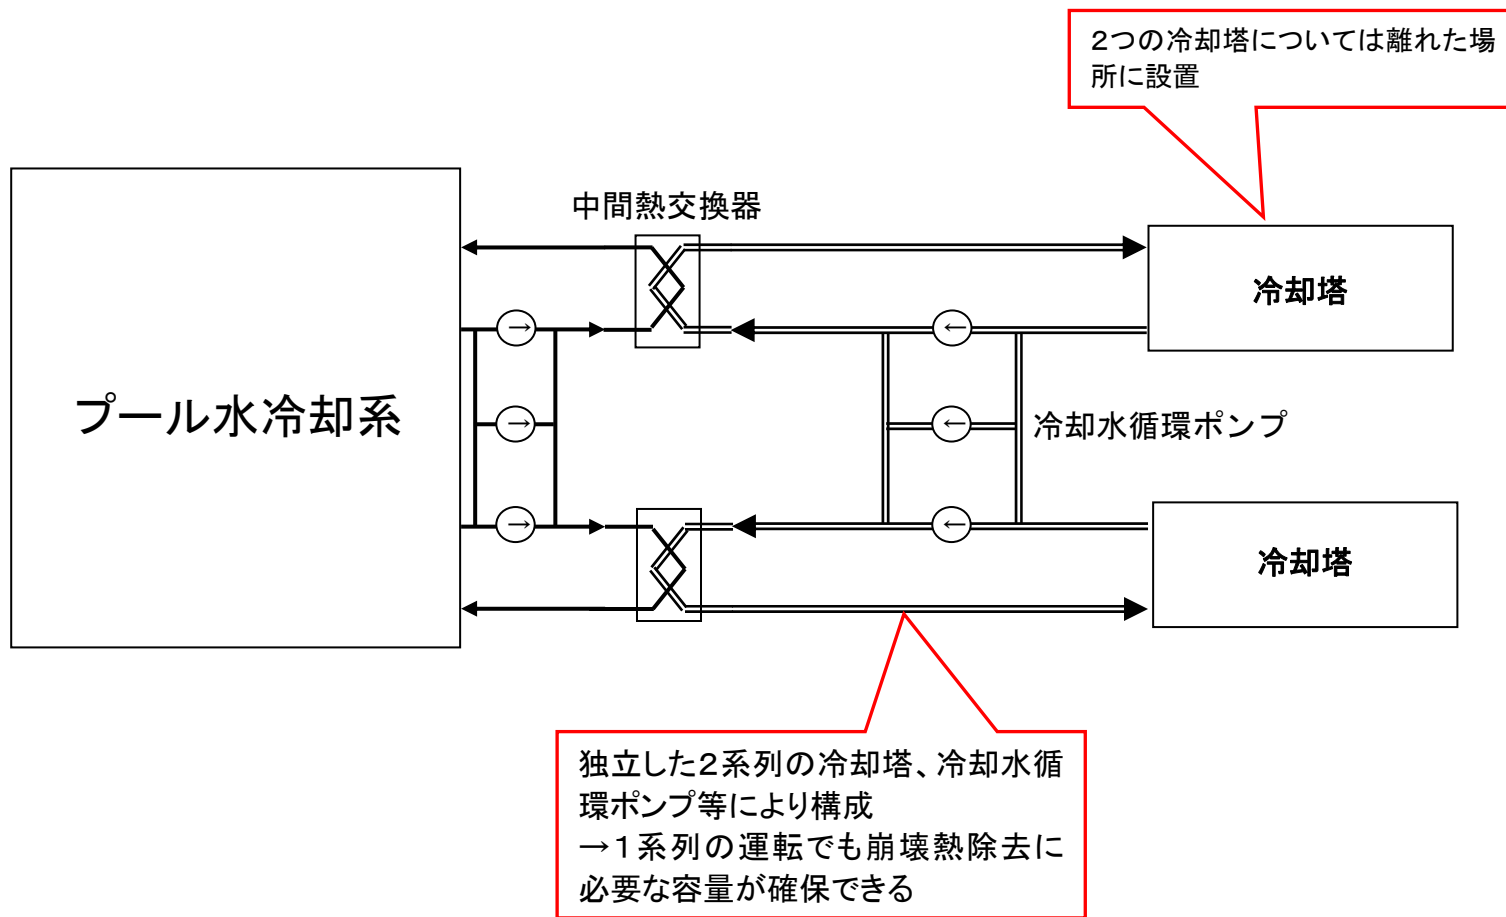 2つの冷却塔については離れた場
所に設置
中間熱交換器
冷却塔
→
←
プール水冷却系
→
←
冷却水循環ポンプ
→
←
冷却塔
独立した2系列の冷却塔、冷却水循
環ポンプ等により構成
→1系列の運転でも崩壊熱除去に
必要な容量が確保できる